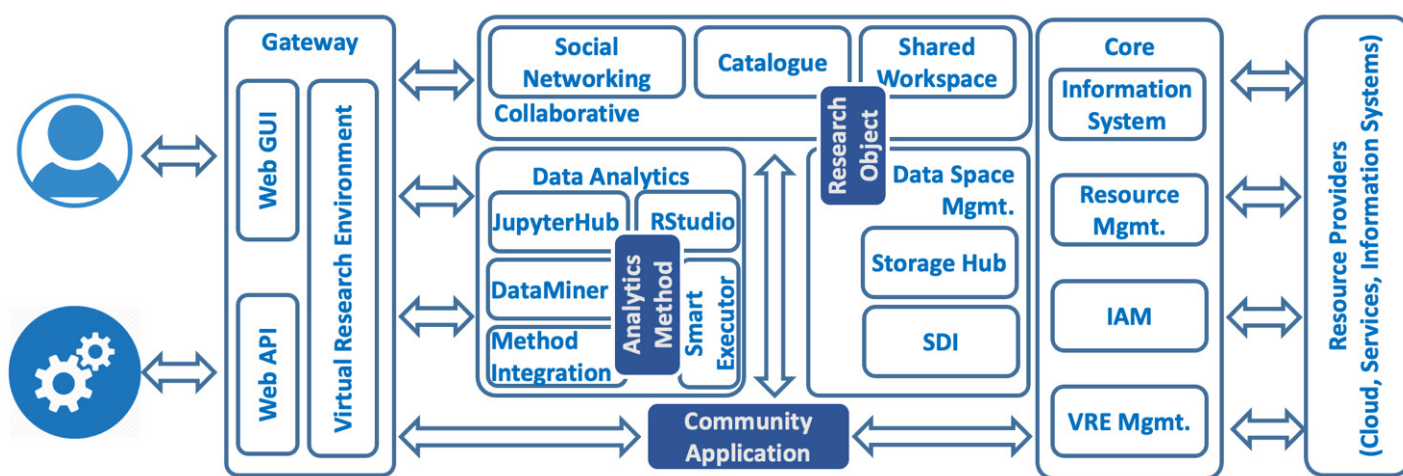 Gateway
Web GUI
Web API
Virtual Research Environment
Social
Networking
Catalogue
Shared
Workspace
Collaborative
Research
Object
Data Analytics
JupyterHub
RStudio
DataMiner
Method
Integration
Analytics
Method
Smart
Executor
Data Space
Mgmt.
Storage Hub
SDI
Community
Application
Core
Information
System
Resource
Mgmt.
IAM
VRE Mgmt.
Resource Providers
(Cloud, Services, Information Systems)